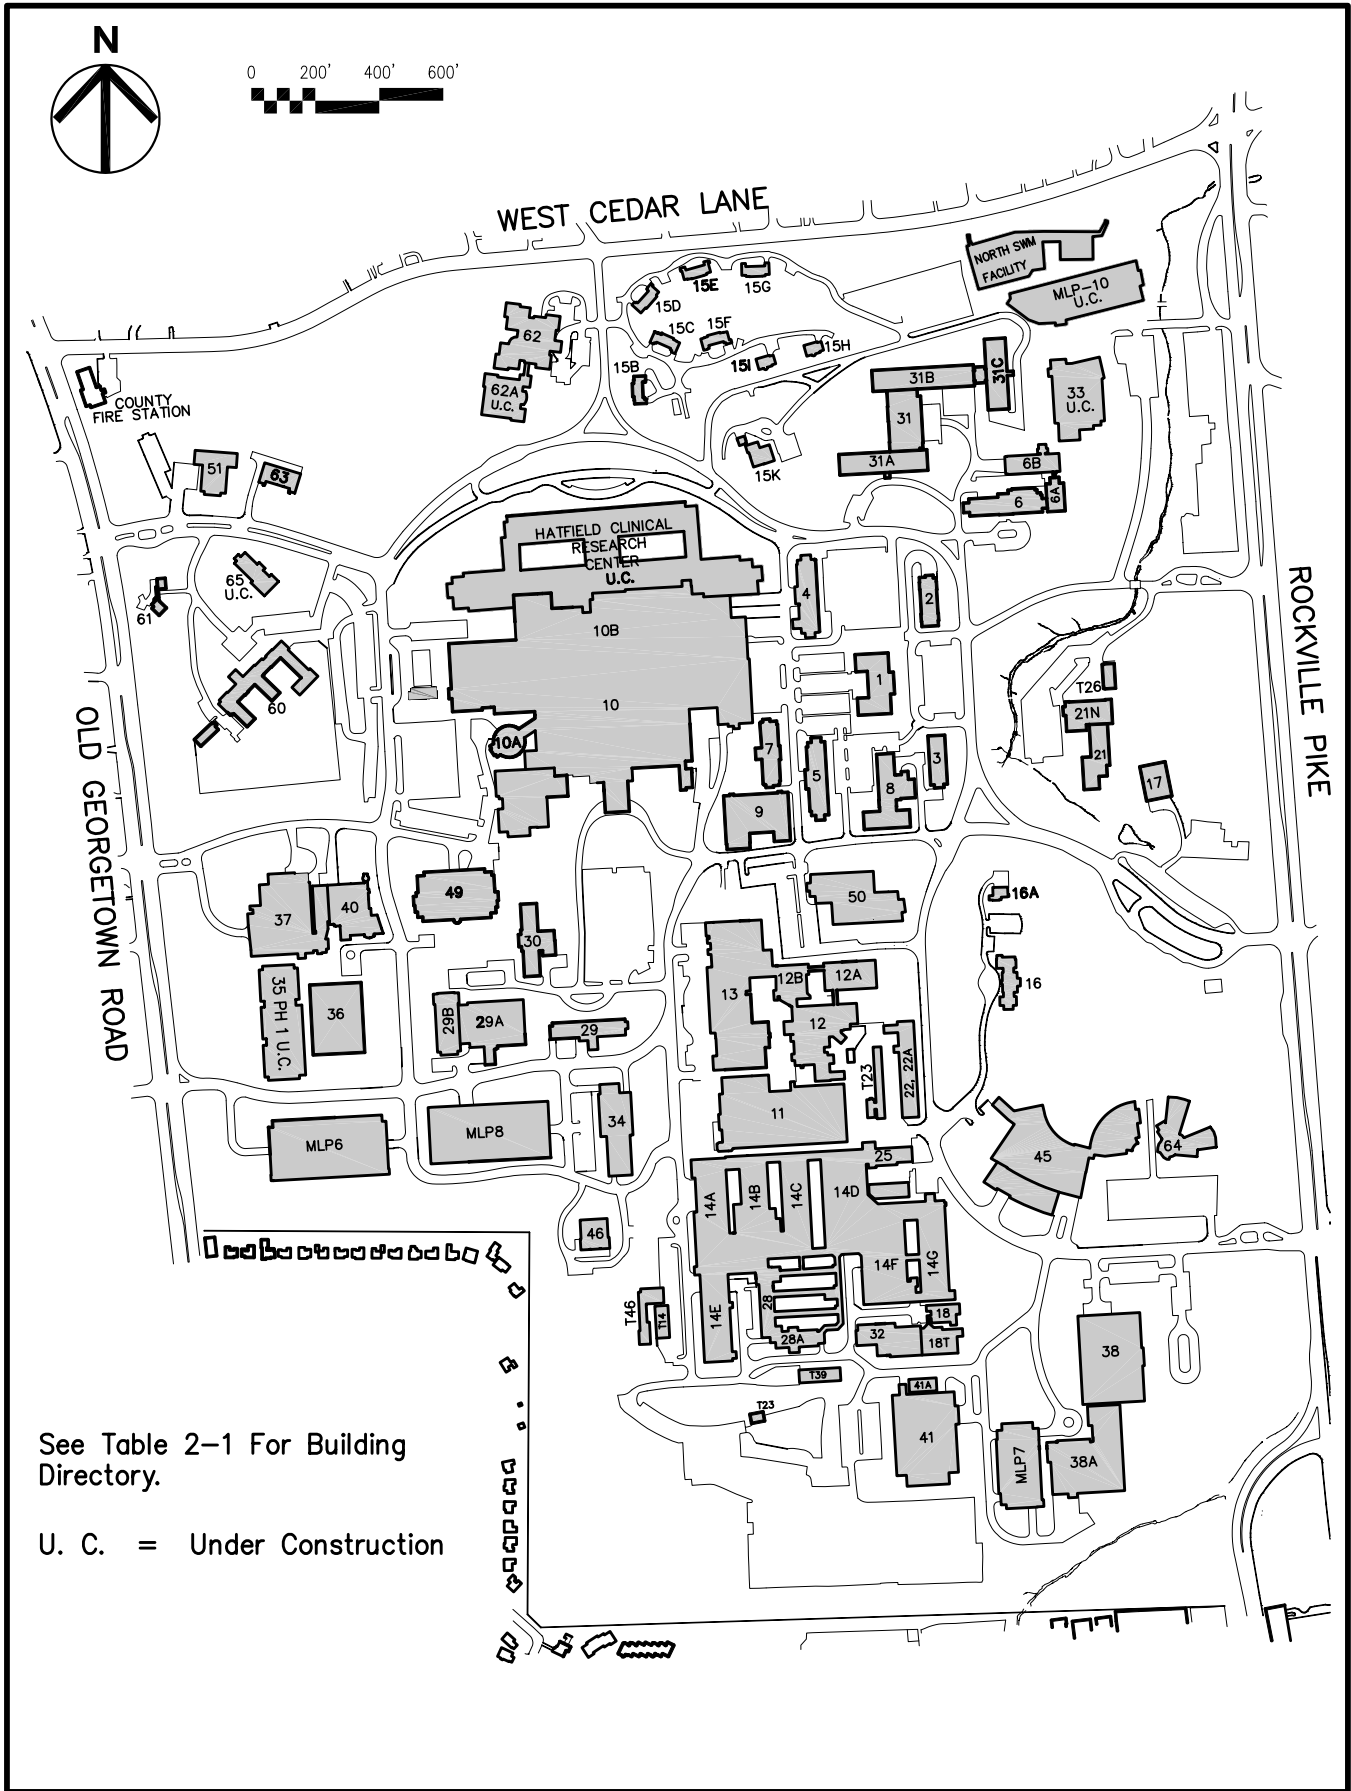 N
0 200' 400' 600'
WEST CEDAR LANE
NORTH SWM
FACILITY
MLP-10
U.C.
15E
15G
15D
15C
15F
15H
15I
15B
62
62A
U.C.
31B
31C
33
U.C.
31
COUNTY
FIRE STATION
51
63
15K
31A
6B
6
6A
HATFIELD CLINICAL
RESEARCH
CENTER
U.C.
65
U.C.
61
4
2
ROCKVILLE PIKE
10B
60
10
1
T26
21N
21
OLD GEORGETOWN ROAD
10A
7
5
8
3
17
9
37
40
49
50
16A
30
35 PH 1 U.C.
36
29B
29A
29
13
12B
12A
12
16
T23
22, 22A
MLP6
MLP8
34
11
45
64
25
14A
14B
14C
14D
46
14F
14G
T46
T14
14E
28
28A
32
18
18T
38
T39
41A
T23
41
MLP7
38A
See Table 2-1 For Building
Directory.
U. C. = Under Construction